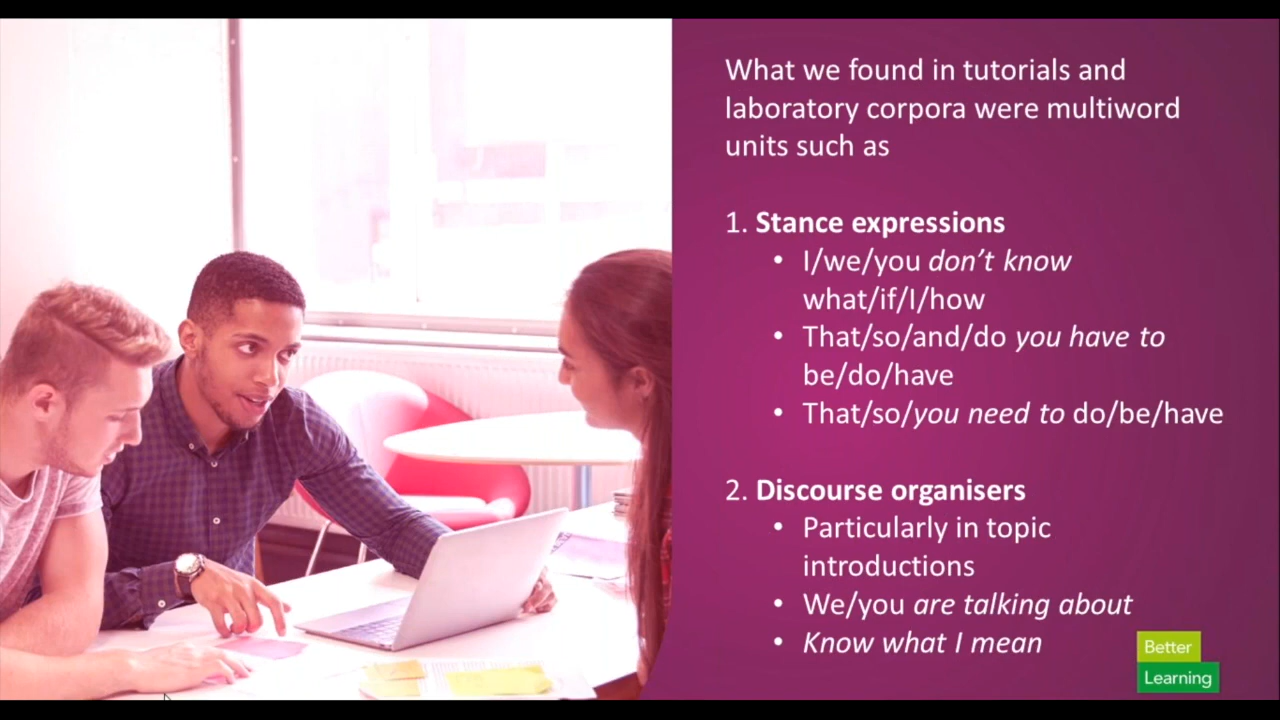 What we found in tutorials and
laboratory corpora were multiword
units such as
1. Stance expressions
• I/we/you don't know
what/if/I/how
• That/so/and/do you have to
be/do/have
• That/so/you need to do/be/have
2. Discourse organisers
• Particularly in topic
introductions
• We/you are talking about
• Know what I mean
Better
Learning